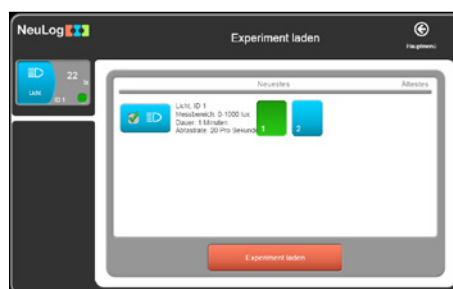 NeuLog
Experiment laden
Hauptmenü
22 lx
Licht
ID 1
Neuestes
Ältestes
Licht, ID 1
Messbereich: 0-1000 lux
Dauer: 1 Minuten
Abtastrate: 20 Pro Sekunde
1
2
Experiment laden